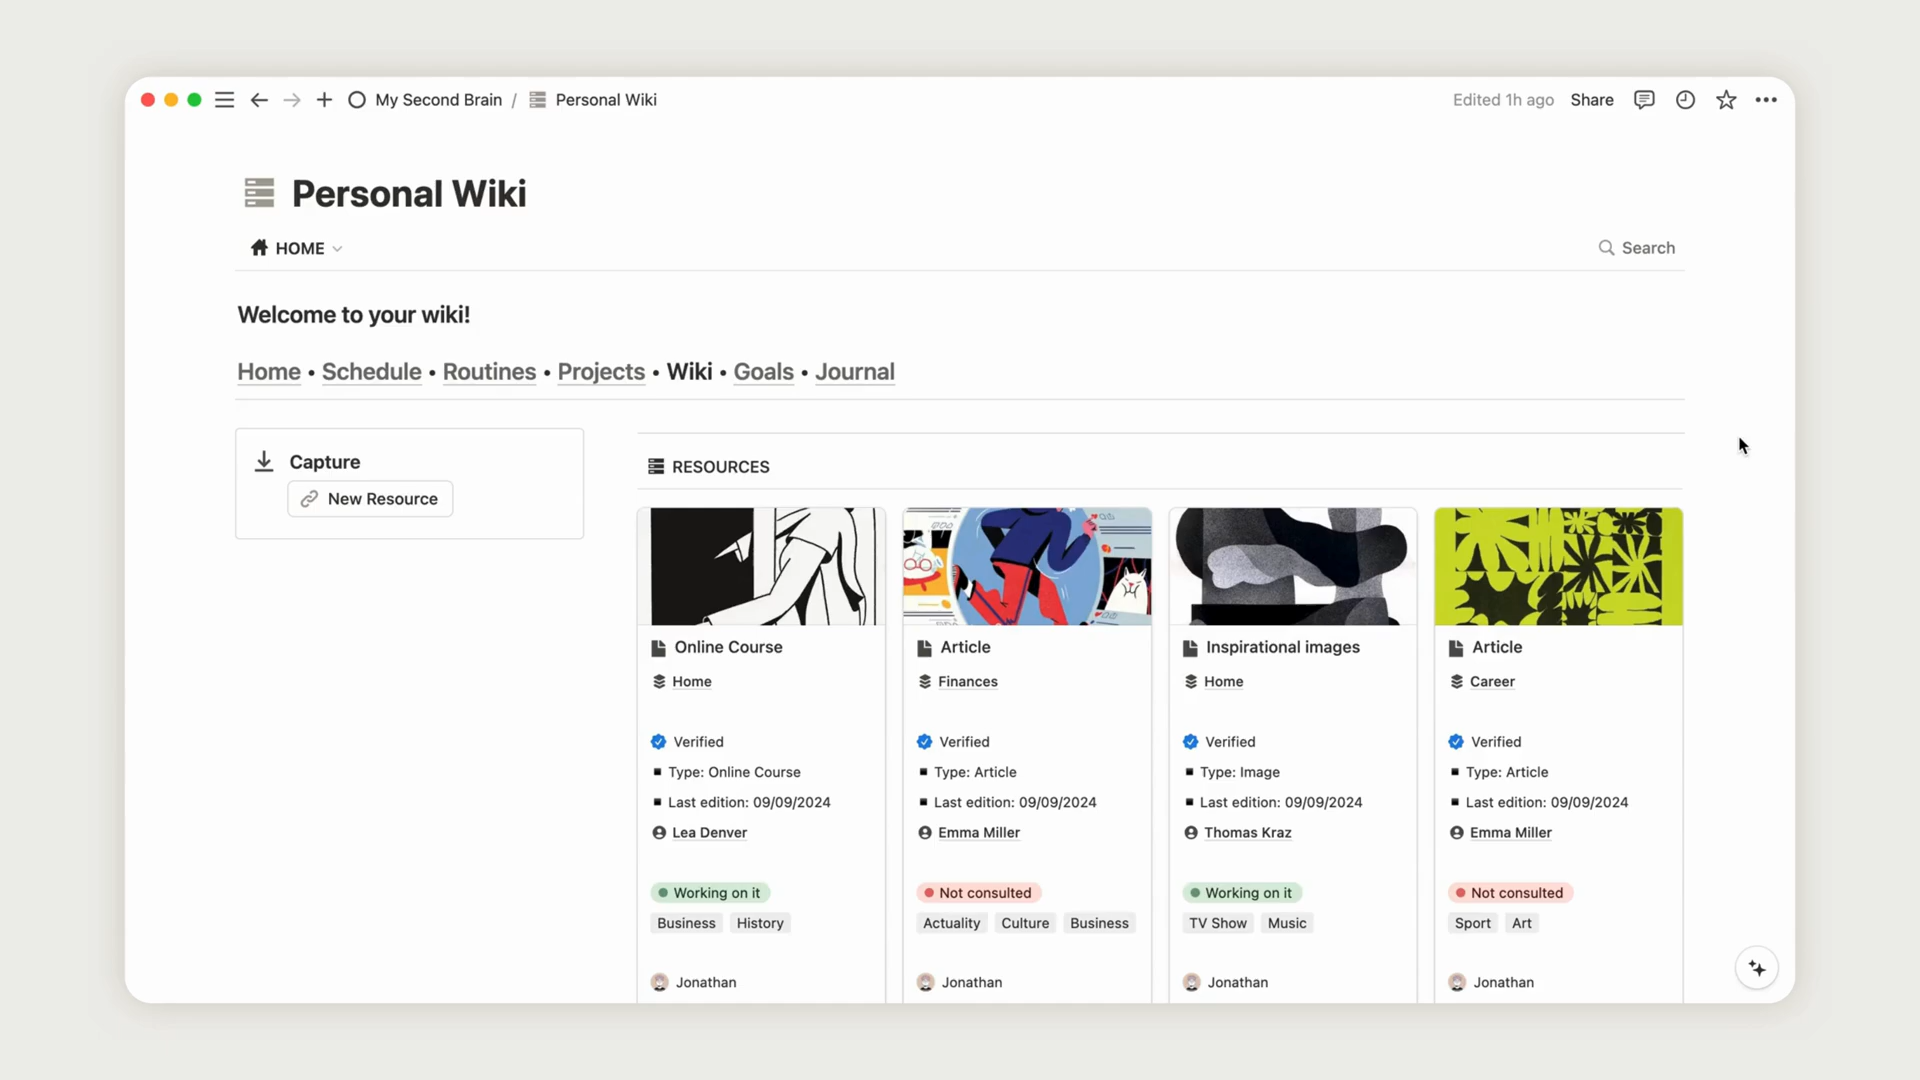 My Second Brain / Personal Wiki
Edited 1h ago Share
Personal Wiki
HOME
Search
Welcome to your wiki!
Home • Schedule • Routines • Projects • Wiki • Goals • Journal
Capture
New Resource
RESOURCES
Online Course
Home
Verified
Type: Online Course
Last edition: 09/09/2024
Lea Denver
Working on it
Business History
Jonathan
Article
Finances
Verified
Type: Article
Last edition: 09/09/2024
Emma Miller
Not consulted
Actuality Culture Business
Jonathan
Inspirational images
Home
Verified
Type: Image
Last edition: 09/09/2024
Thomas Kraz
Working on it
TV Show Music
Jonathan
Article
Career
Verified
Type: Article
Last edition: 09/09/2024
Emma Miller
Not consulted
Sport Art
Jonathan